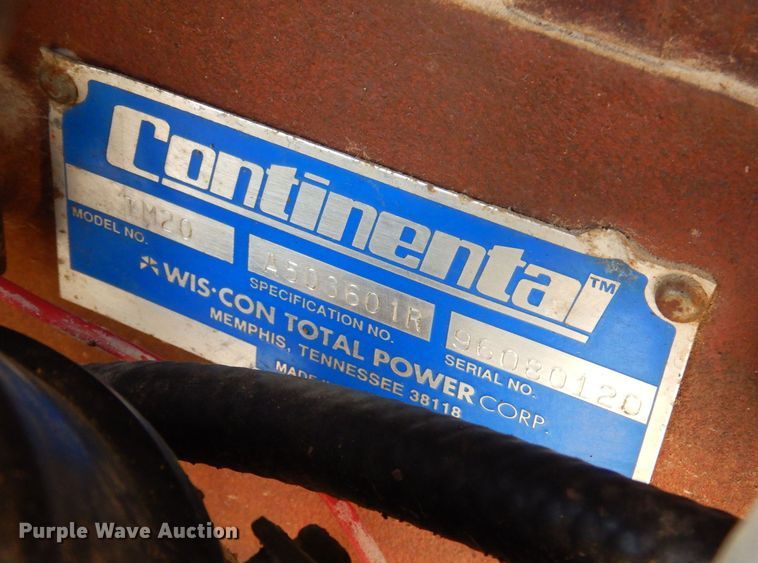 Continental™
TM20
MODEL NO.
A503601R
SPECIFICATION NO.
96080120
SERIAL NO.
WIS·CON TOTAL POWER CORP.
MEMPHIS, TENNESSEE 38118
MADE
Purple Wave Auction